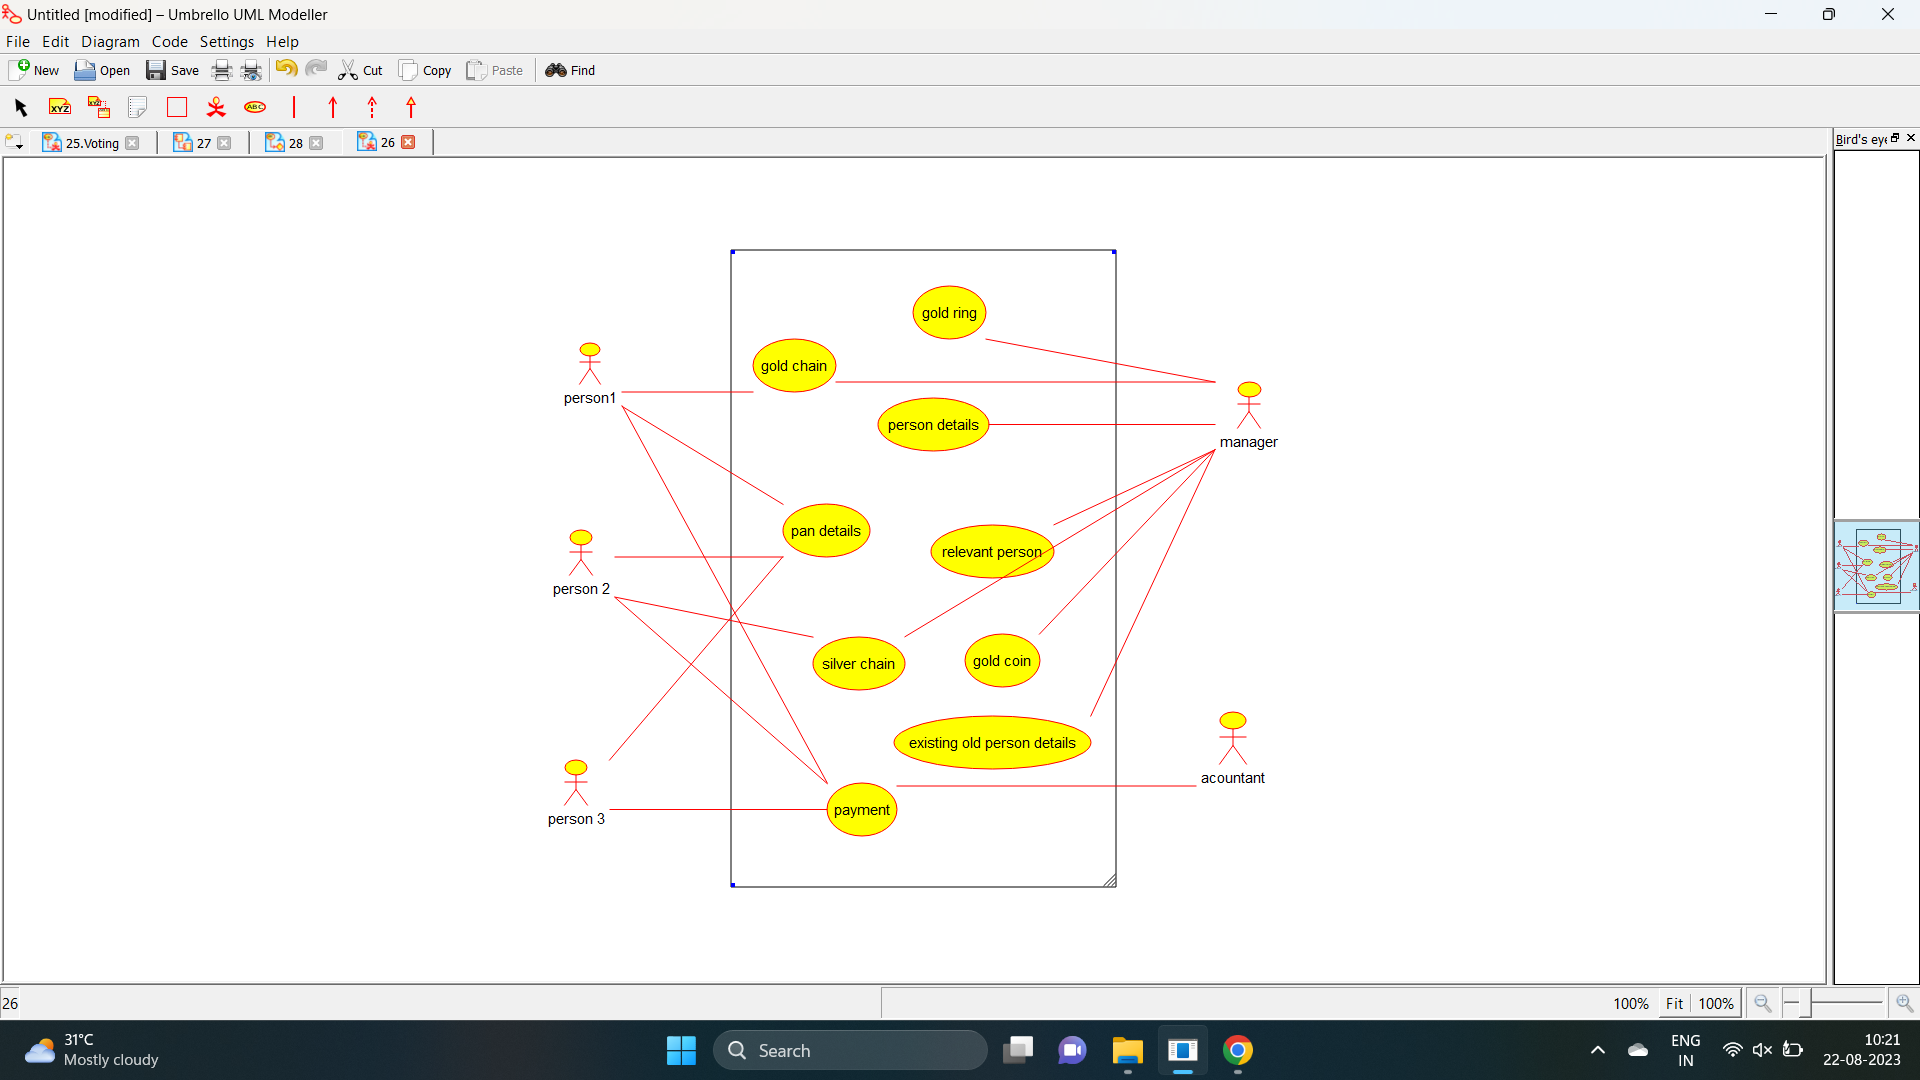 Untitled [modified] – Umbrello UML Modeller
File Edit Diagram Code Settings Help
New Open Save Cut Copy Paste Find
XYZ XYZ ABC
25.Voting 27 28 26
Bird's eye
gold ring
gold chain
person1
person details
manager
pan details
relevant person
person 2
silver chain
gold coin
existing old person details
acountant
payment
person 3
26
100% Fit 100%
31°C
Mostly cloudy
Search
ENG
IN
10:21
22-08-2023